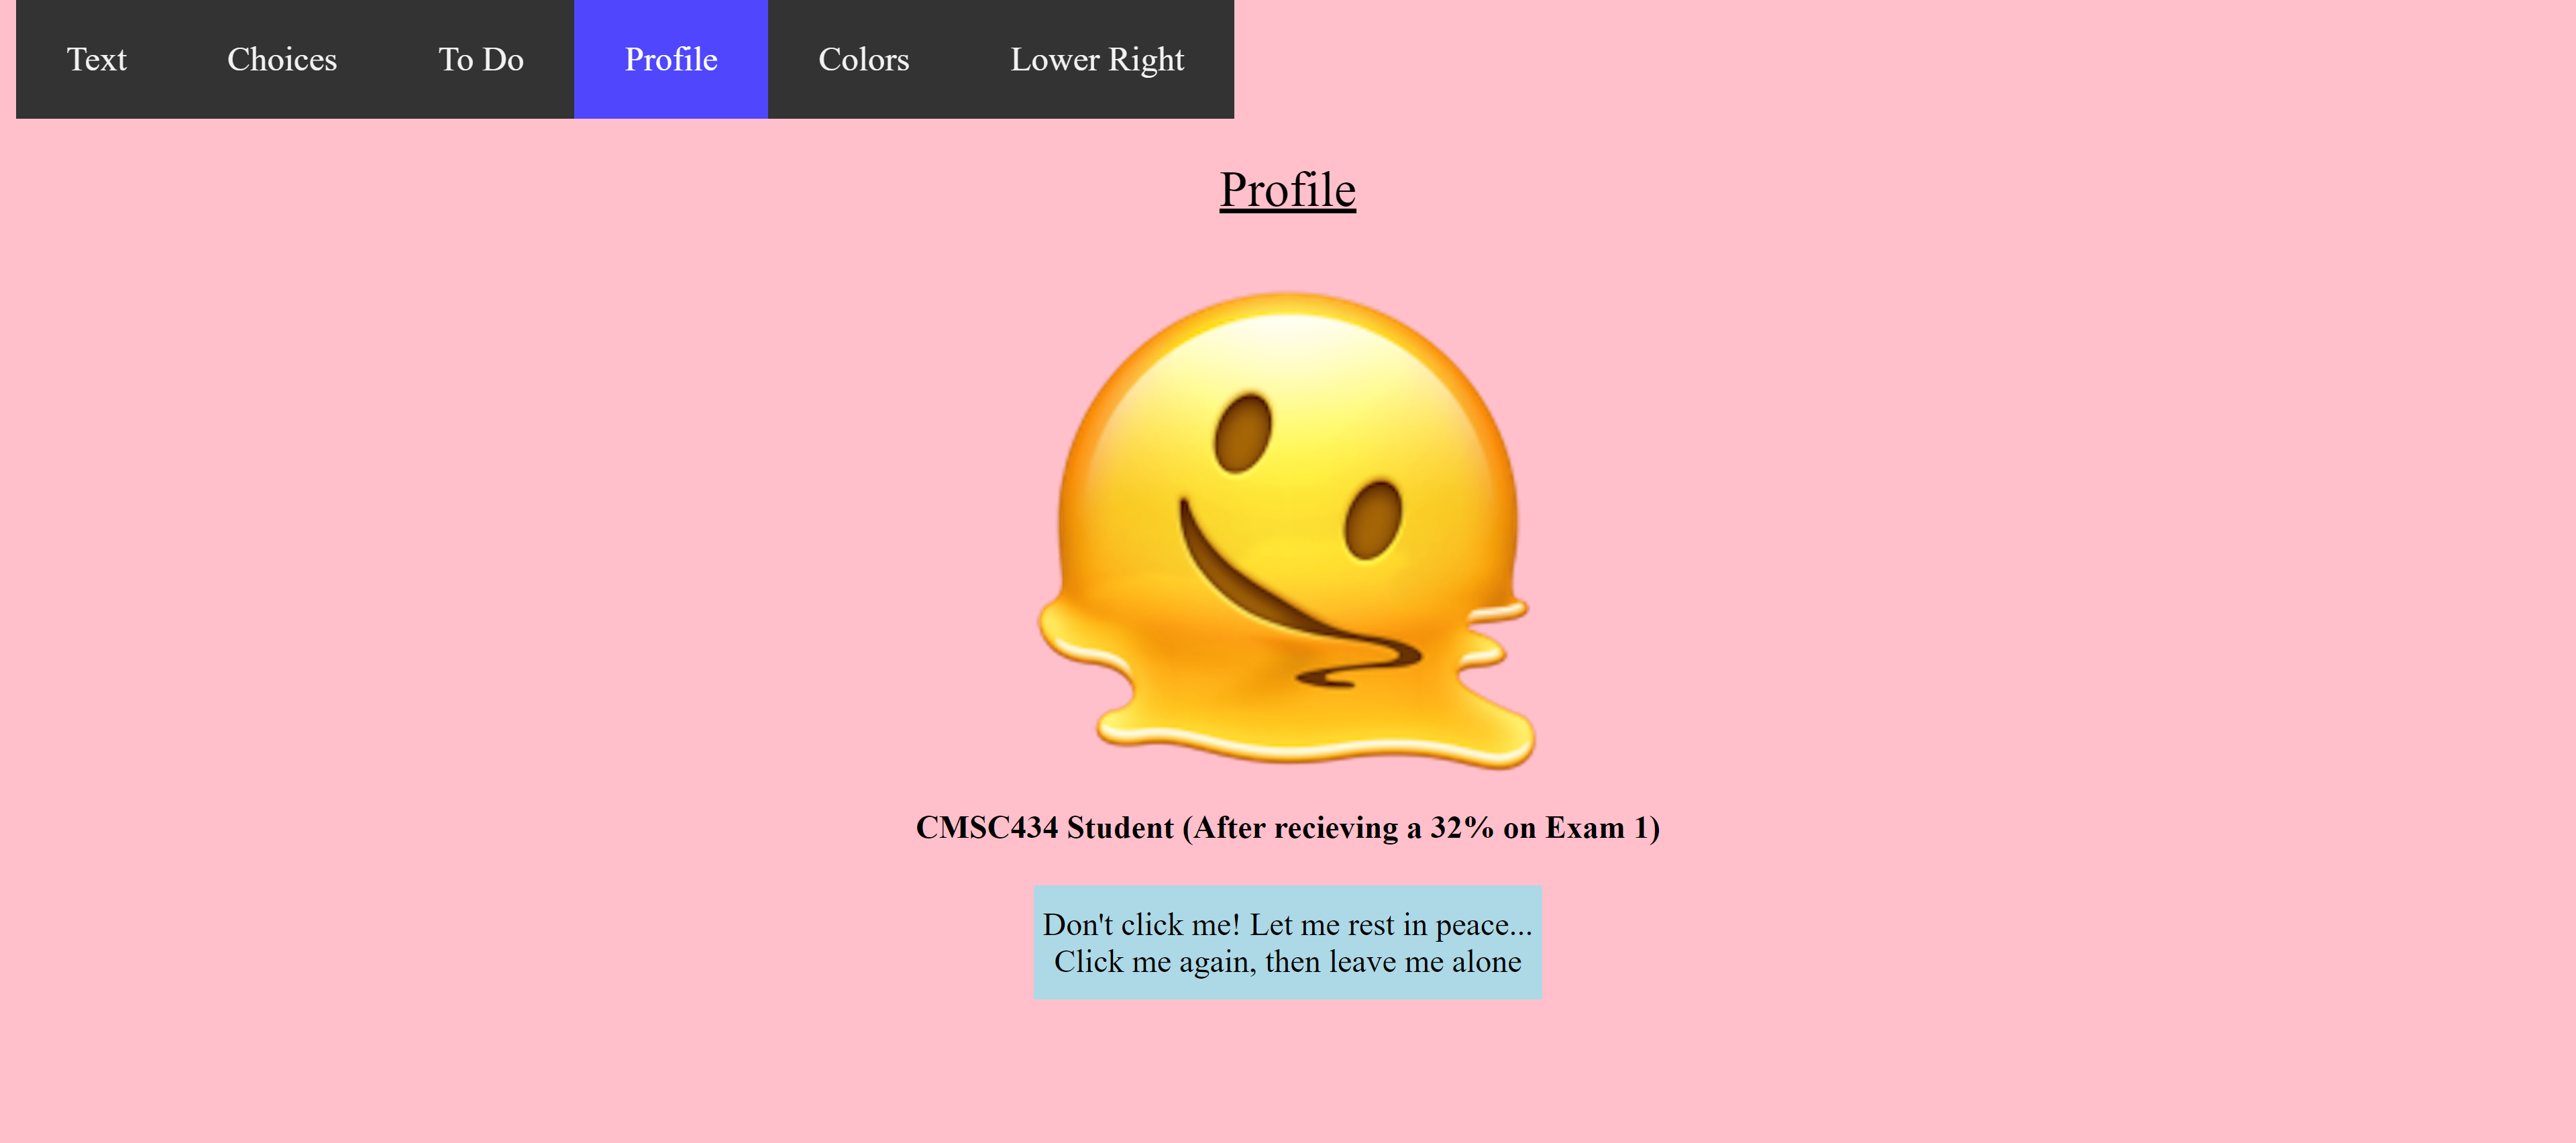 Text Choices To Do Profile Colors Lower Right
Profile
CMSC434 Student (After recieving a 32% on Exam 1)
Don't click me! Let me rest in peace...
Click me again, then leave me alone